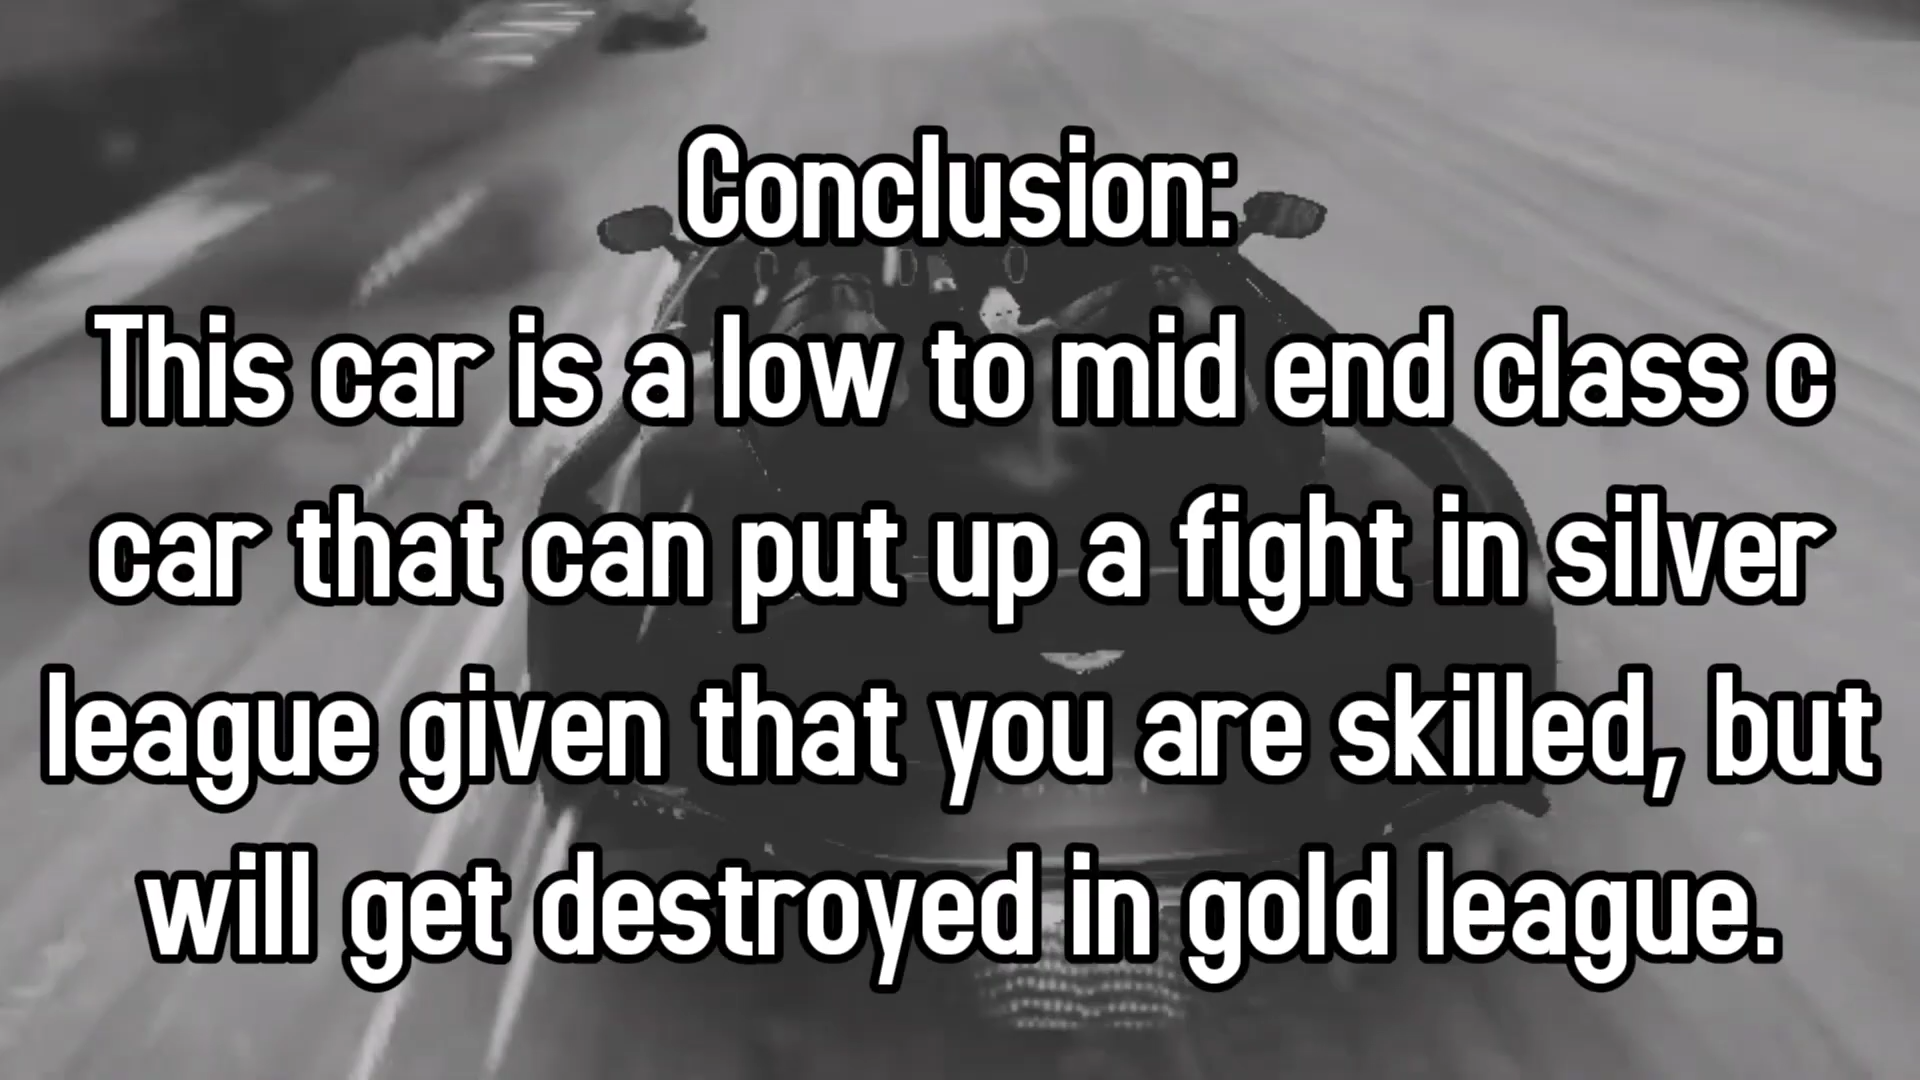 Conclusion:
This car is a low to mid end class c
car that can put up a fight in silver
league given that you are skilled, but
will get destroyed in gold league.